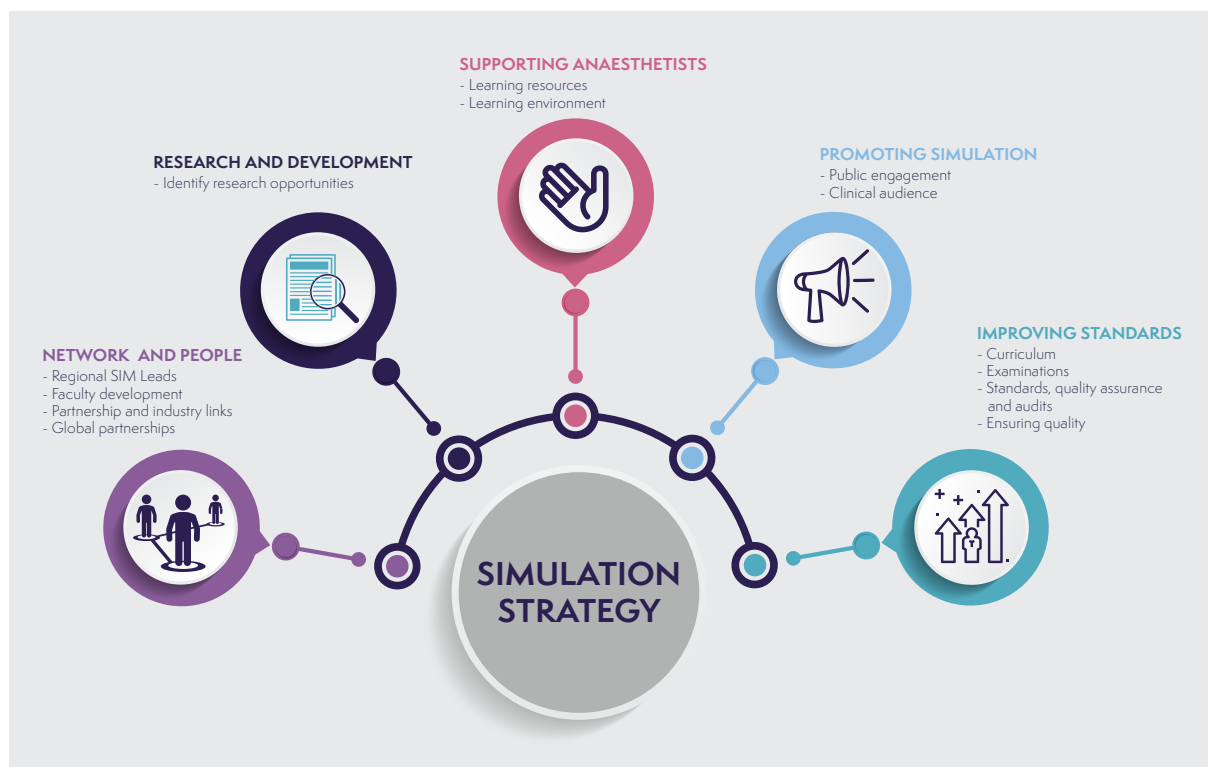 SUPPORTING ANAESTHETISTS
- Learning resources
- Learning environment
RESEARCH AND DEVELOPMENT
- Identify research opportunities
PROMOTING SIMULATION
- Public engagement
- Clinical audience
NETWORK AND PEOPLE
- Regional SIM Leads
- Faculty development
- Partnership and industry links
- Global partnerships
IMPROVING STANDARDS
- Curriculum
- Examinations
- Standards, quality assurance
and audits
- Ensuring quality
SIMULATION
STRATEGY